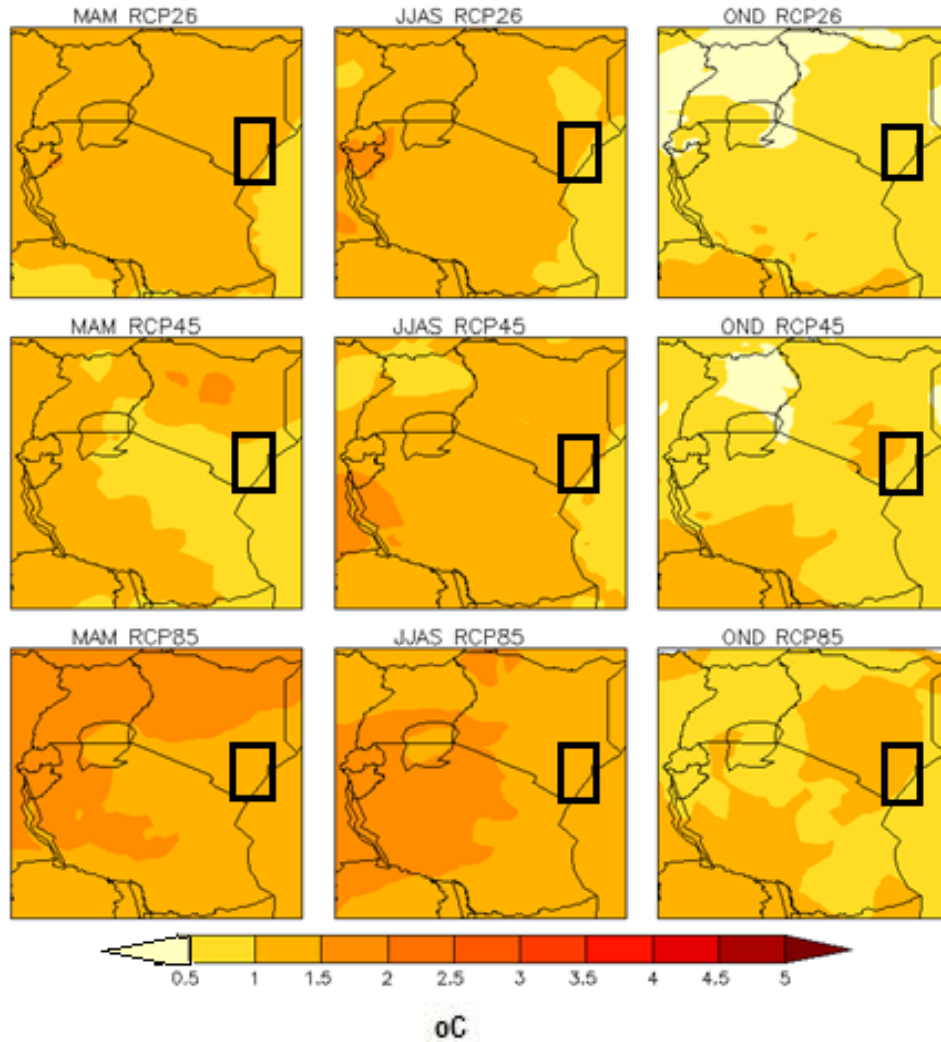 MAM RCP26 JJAS RCP26 OND RCP26
MAM RCP45 JJAS RCP45 OND RCP45
MAM RCP85 JJAS RCP85 OND RCP85
0.5 1 1.5 2 2.5 3 3.5 4 4.5 5
oC